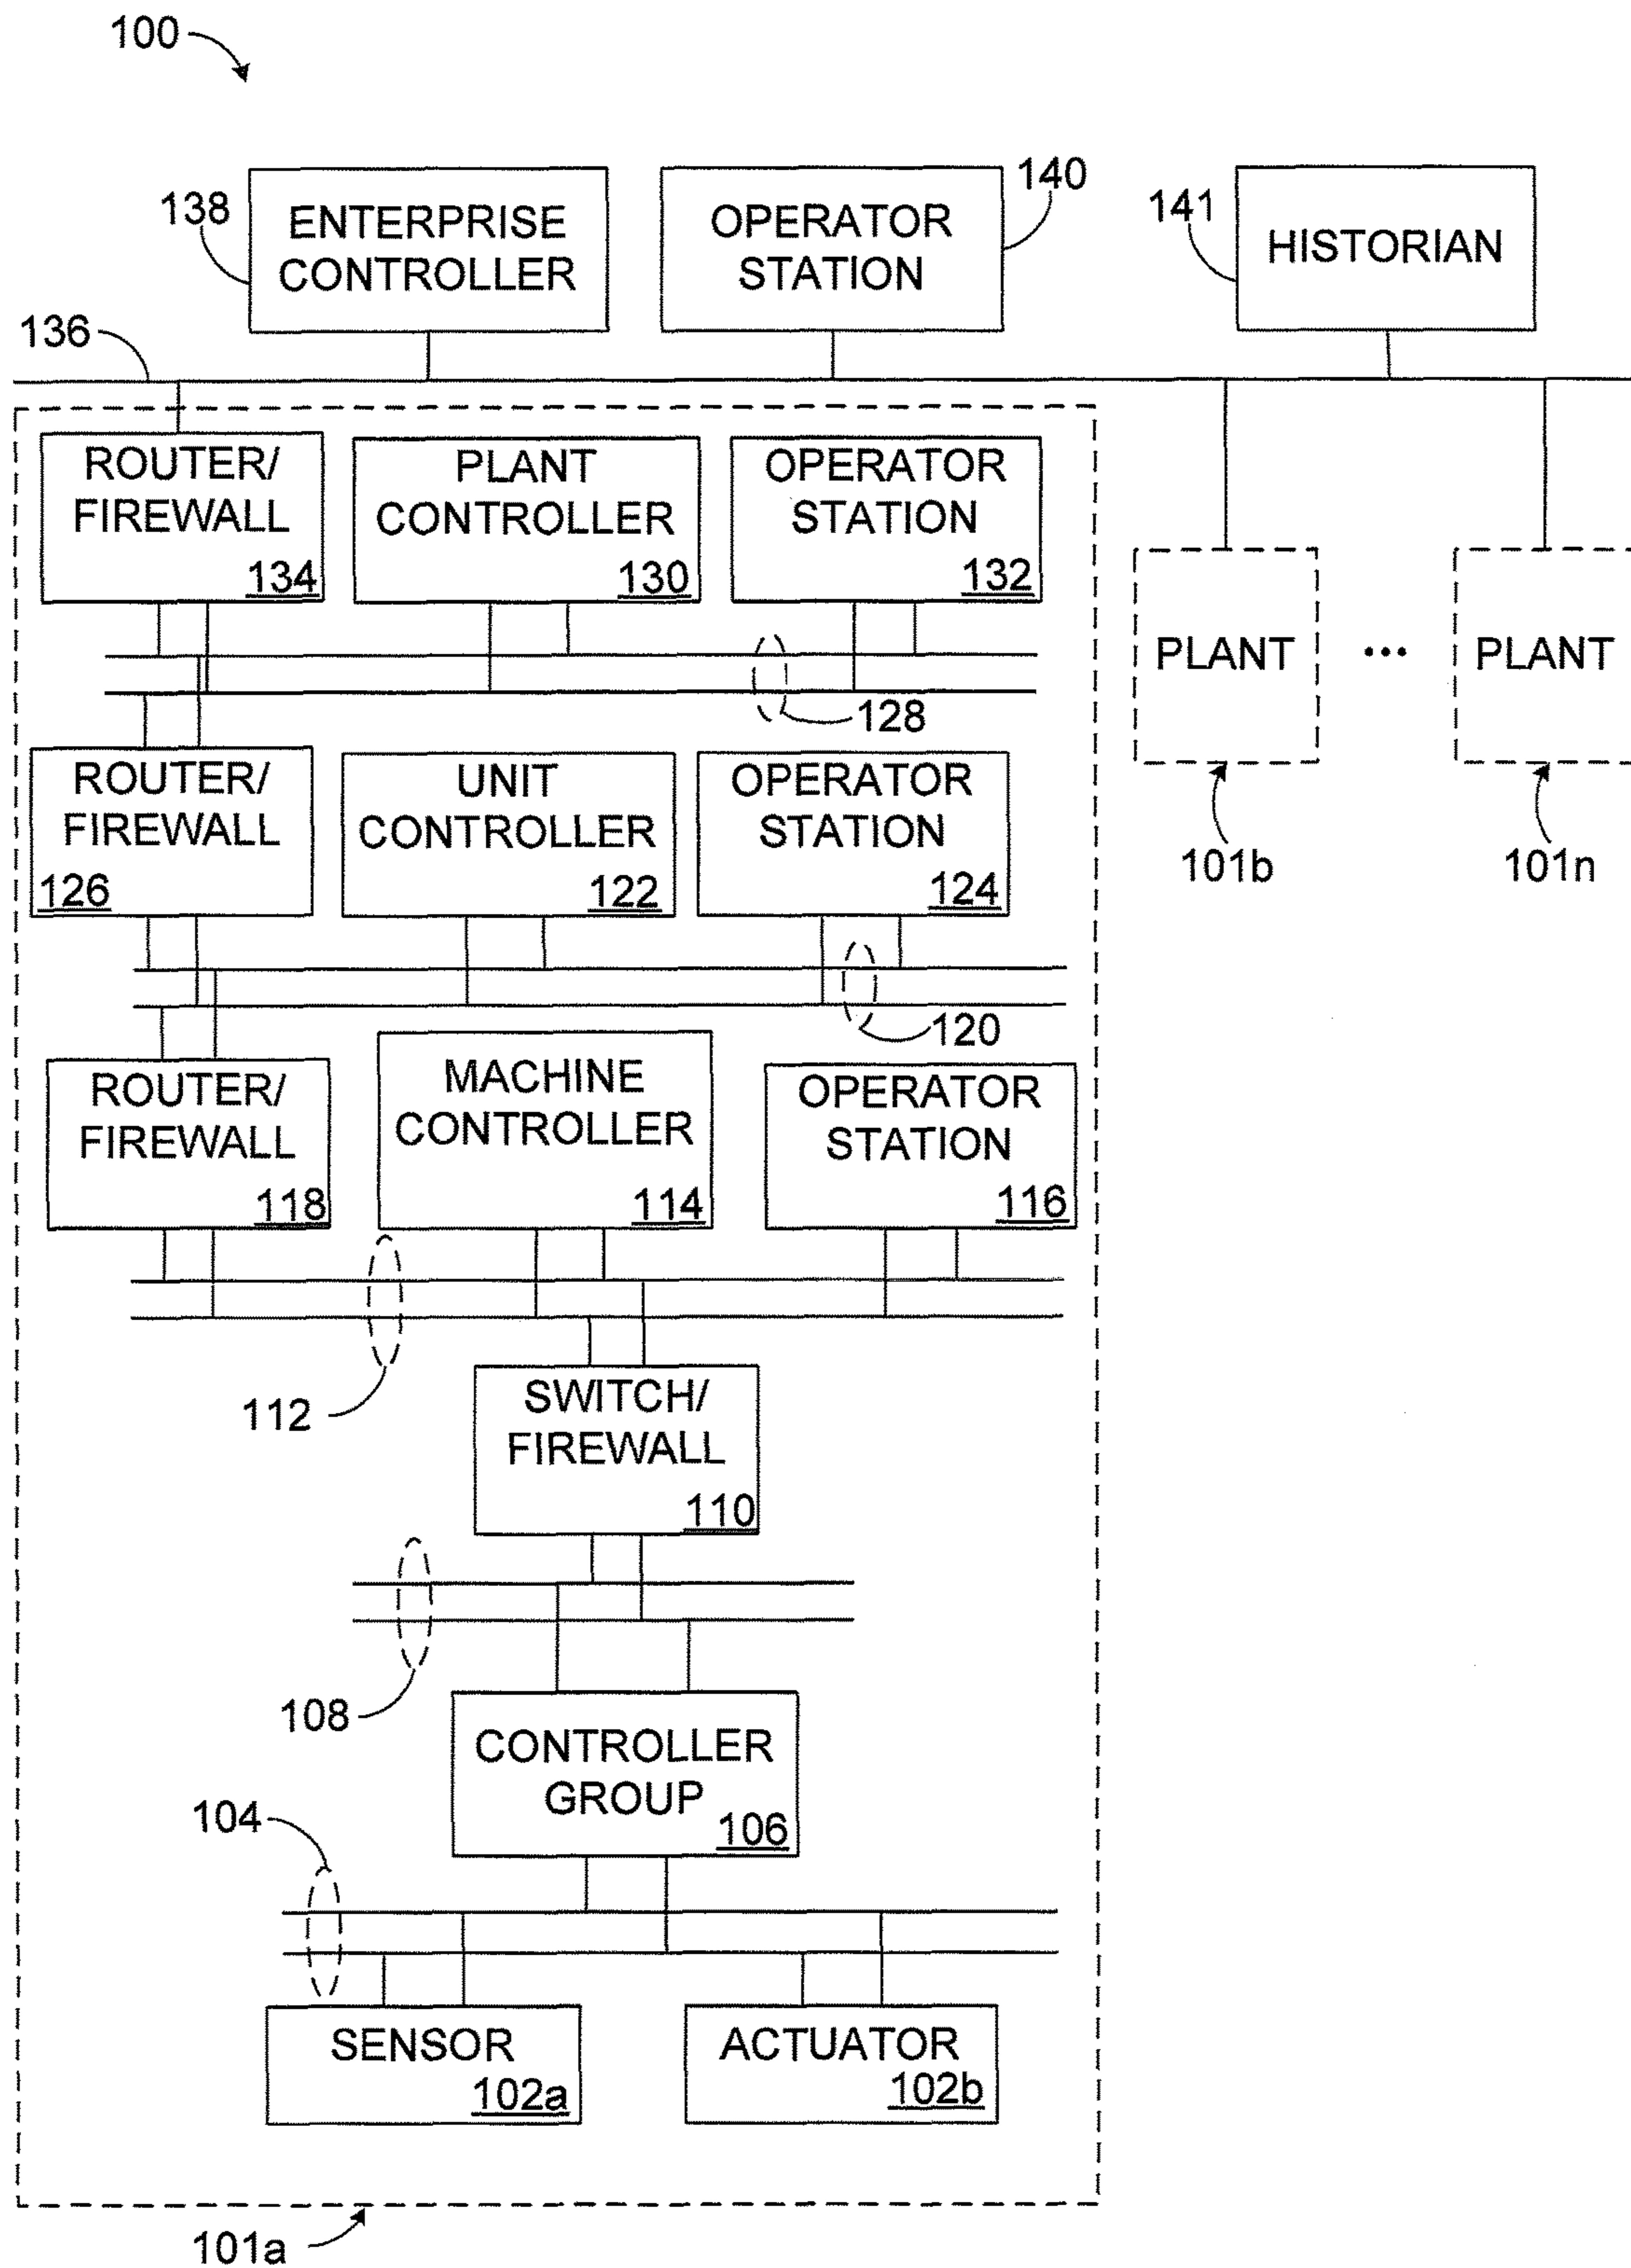 100
138
ENTERPRISE
CONTROLLER
OPERATOR
STATION
140
141
HISTORIAN
136
ROUTER/
FIREWALL
134
PLANT
CONTROLLER
130
OPERATOR
STATION
132
128
PLANT
...
PLANT
101b
101n
ROUTER/
FIREWALL
126
UNIT
CONTROLLER
122
OPERATOR
STATION
124
120
ROUTER/
FIREWALL
118
MACHINE
CONTROLLER
114
OPERATOR
STATION
116
112
SWITCH/
FIREWALL
110
108
CONTROLLER
GROUP
106
104
SENSOR
102a
ACTUATOR
102b
101a